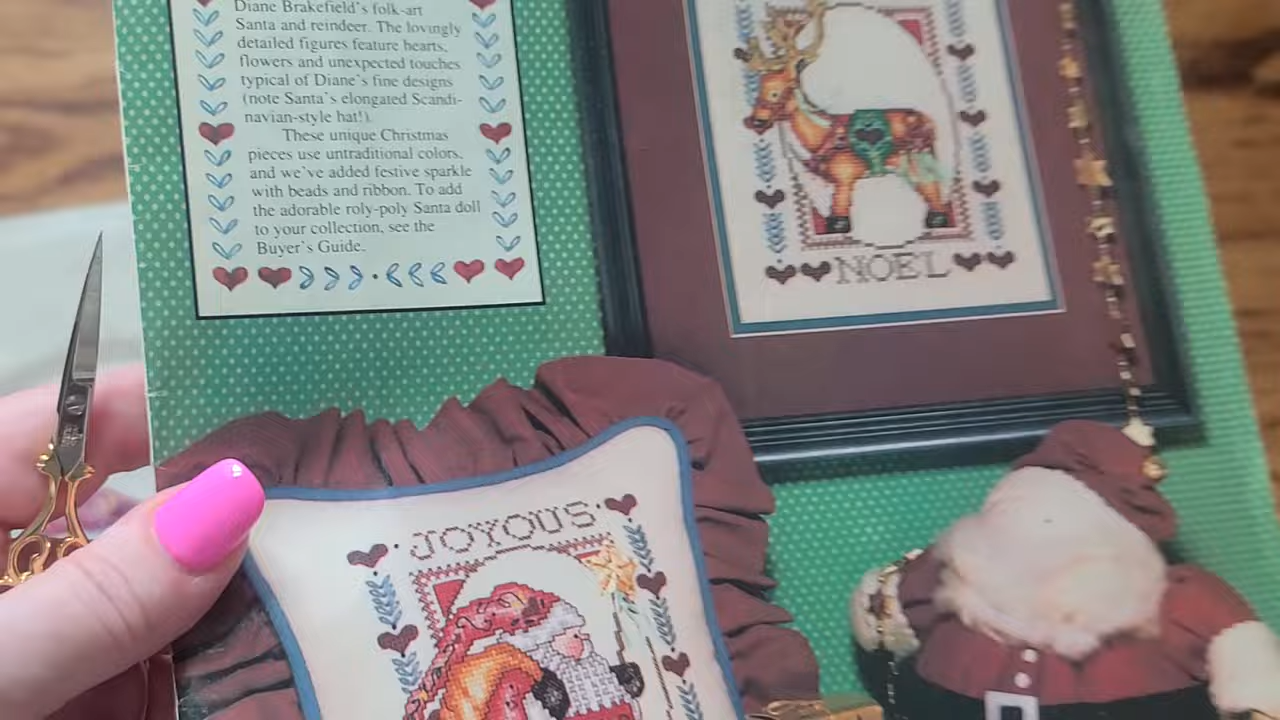 Diane Brakefield's folk-art
Santa and reindeer. The lovingly
detailed figures feature hearts,
flowers and unexpected touches
typical of Diane's fine designs
(note Santa's elongated Scandi-
navian-style hat!).
These unique Christmas
pieces use untraditional colors,
and we've added festive sparkle
with beads and ribbon. To add
the adorable roly-poly Santa doll
to your collection, see the
Buyer's Guide.
NOEL
JOYOUS